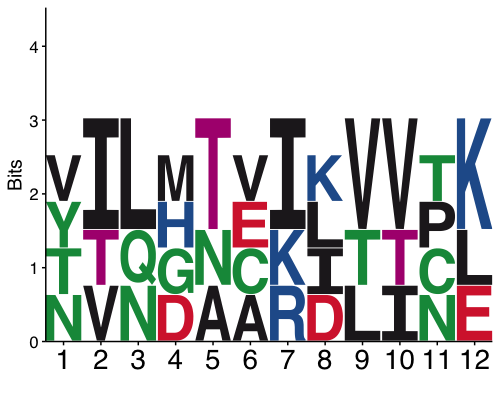 Bits
4
3
2
1
0
V I L M T V I K V V T K
Y H E L P
T T Q G N C K I T T C L
N V N D A A R D L I N E
1 2 3 4 5 6 7 8 9 10 11 12